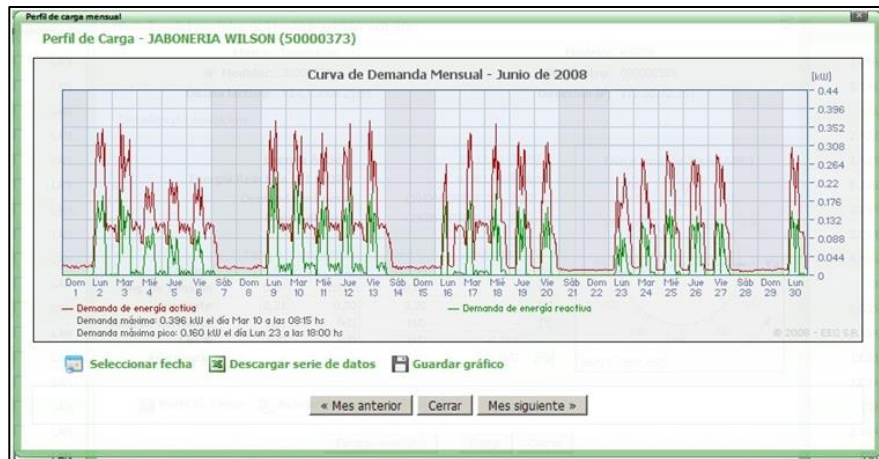 Perfil de carga mensual
Perfil de Carga - JABONERIA WILSON (50000373)
Curva de Demanda Mensual - Junio de 2008
[kW]
0.44
0.396
0.352
0.308
0.264
0.22
0.176
0.132
0.088
0.044
0
Dom Lun Mar Mié Jue Vie Sáb Dom Lun Mar Mié Jue Vie Sáb Dom Lun Mar Mié Jue Vie Sáb Dom Lun Mar Mié Jue Vie Sáb Dom Lun
1 2 3 4 5 6 7 8 9 10 11 12 13 14 15 16 17 18 19 20 21 22 23 24 25 26 27 28 29 30
Demanda de energía activa
Demanda de energía reactiva
Demanda máxima: 0.396 kW el día Mar 10 a las 08:15 hs
Demanda máxima pico: 0.160 kW el día Lun 23 a las 18:00 hs
© 2008 - EEC S.R.
Seleccionar fecha
Descargar serie de datos
Guardar gráfico
« Mes anterior
Cerrar
Mes siguiente »